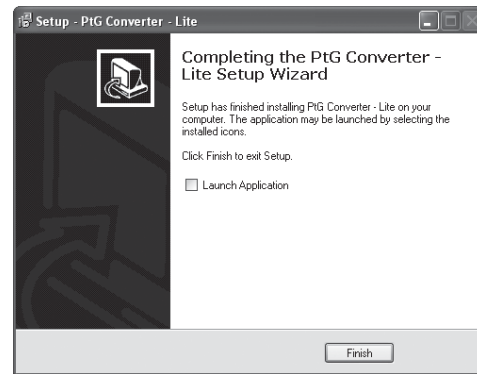 Setup - PtG Converter - Lite
Completing the PtG Converter -
Lite Setup Wizard
Setup has finished installing PtG Converter - Lite on your
computer. The application may be launched by selecting the
installed icons.
Click Finish to exit Setup.
Launch Application
Finish